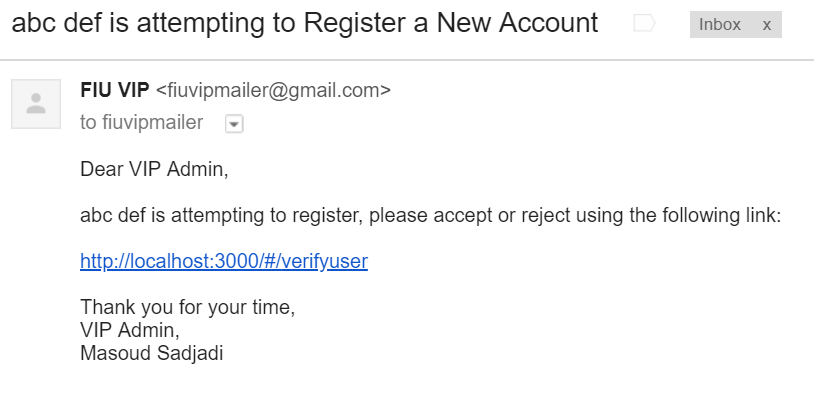 abc def is attempting to Register a New Account
Inbox x
FIU VIP <fiuvipmailer@gmail.com>
to fiuvipmailer
Dear VIP Admin,
abc def is attempting to register, please accept or reject using the following link:
http://localhost:3000/#/verifyuser
Thank you for your time,
VIP Admin,
Masoud Sadjadi